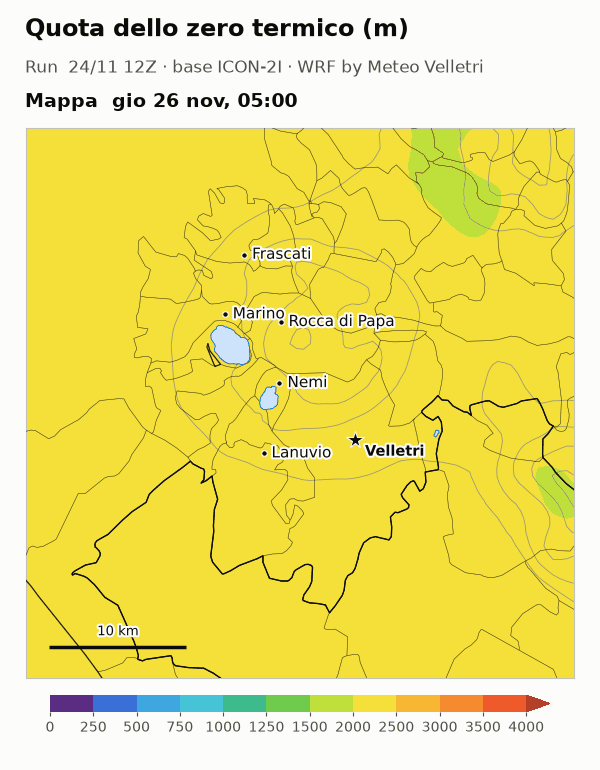 Quota dello zero termico (m)
Run  24/11 12Z · base ICON-2I · WRF by Meteo Velletri
Mappa  gio 26 nov, 05:00
Frascati
Marino
Rocca di Papa
Nemi
Velletri
Lanuvio
10 km
0 250 500 750 1000 1250 1500 2000 2500 3000 3500 4000